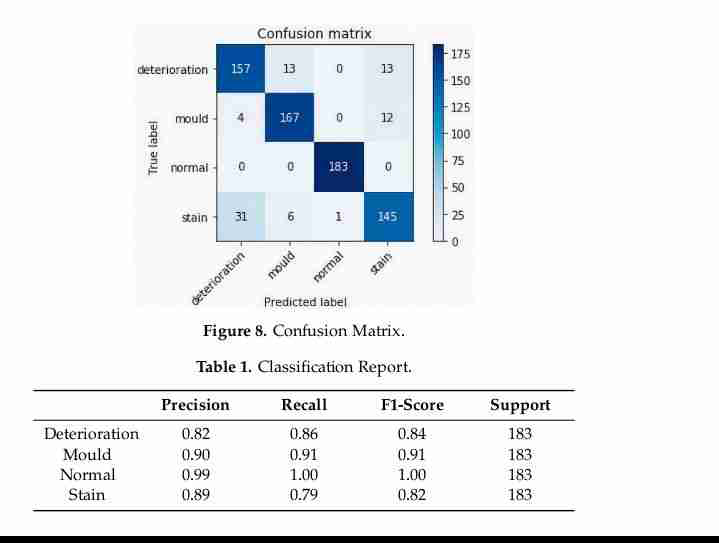 Confusion matrix
deterioration 157 13 0 13
mould 4 167 0 12
normal 0 0 183 0
stain 31 6 1 145
True label
deterioration mould normal stain
Predicted label
175
150
125
100
75
50
25
0
Figure 8. Confusion Matrix.
Table 1. Classification Report.
Precision Recall F1-Score Support
Deterioration 0.82 0.86 0.84 183
Mould 0.90 0.91 0.91 183
Normal 0.99 1.00 1.00 183
Stain 0.89 0.79 0.82 183